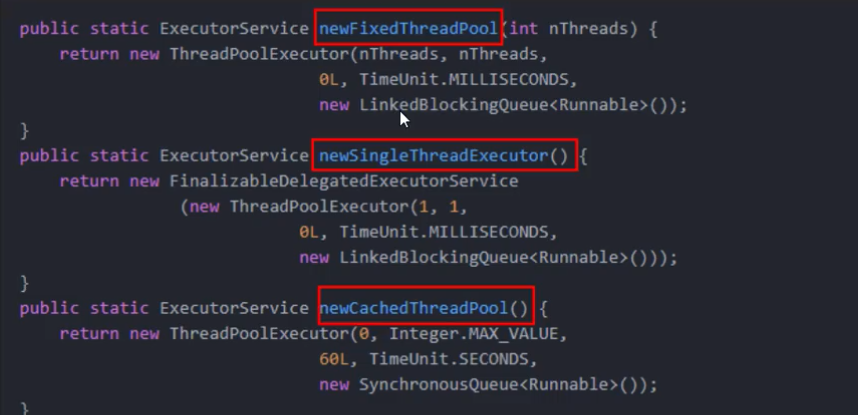 public static ExecutorService newFixedThreadPool(int nThreads) {
return new ThreadPoolExecutor(nThreads, nThreads,
0L, TimeUnit.MILLISECONDS,
new LinkedBlockingQueue<Runnable>());
}
public static ExecutorService newSingleThreadExecutor() {
return new FinalizableDelegatedExecutorService
(new ThreadPoolExecutor(1, 1,
0L, TimeUnit.MILLISECONDS,
new LinkedBlockingQueue<Runnable>()));
}
public static ExecutorService newCachedThreadPool() {
return new ThreadPoolExecutor(0, Integer.MAX_VALUE,
60L, TimeUnit.SECONDS,
new SynchronousQueue<Runnable>());
}